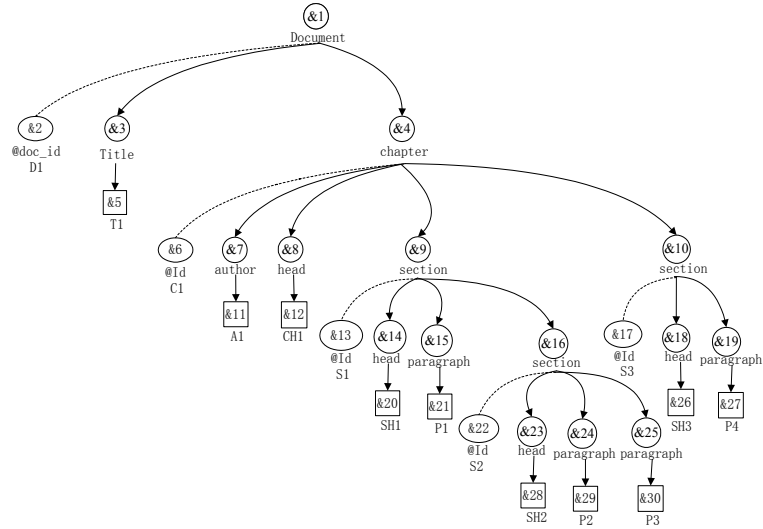 &1
Document
&2 &3 &4
@doc_id Title chapter
D1
&5
T1
&6 &7 &8 &9 &10
@Id author head section section
C1
&11 &12
A1 CH1
&13 &14 &15 &16 &17 &18 &19
@Id head paragraph section @Id head paragraph
S1 S3
&20 &21 &26 &27
SH1 P1 SH3 P4
&22 &23 &24 &25
@Id head paragraph paragraph
S2
&28 &29 &30
SH2 P2 P3